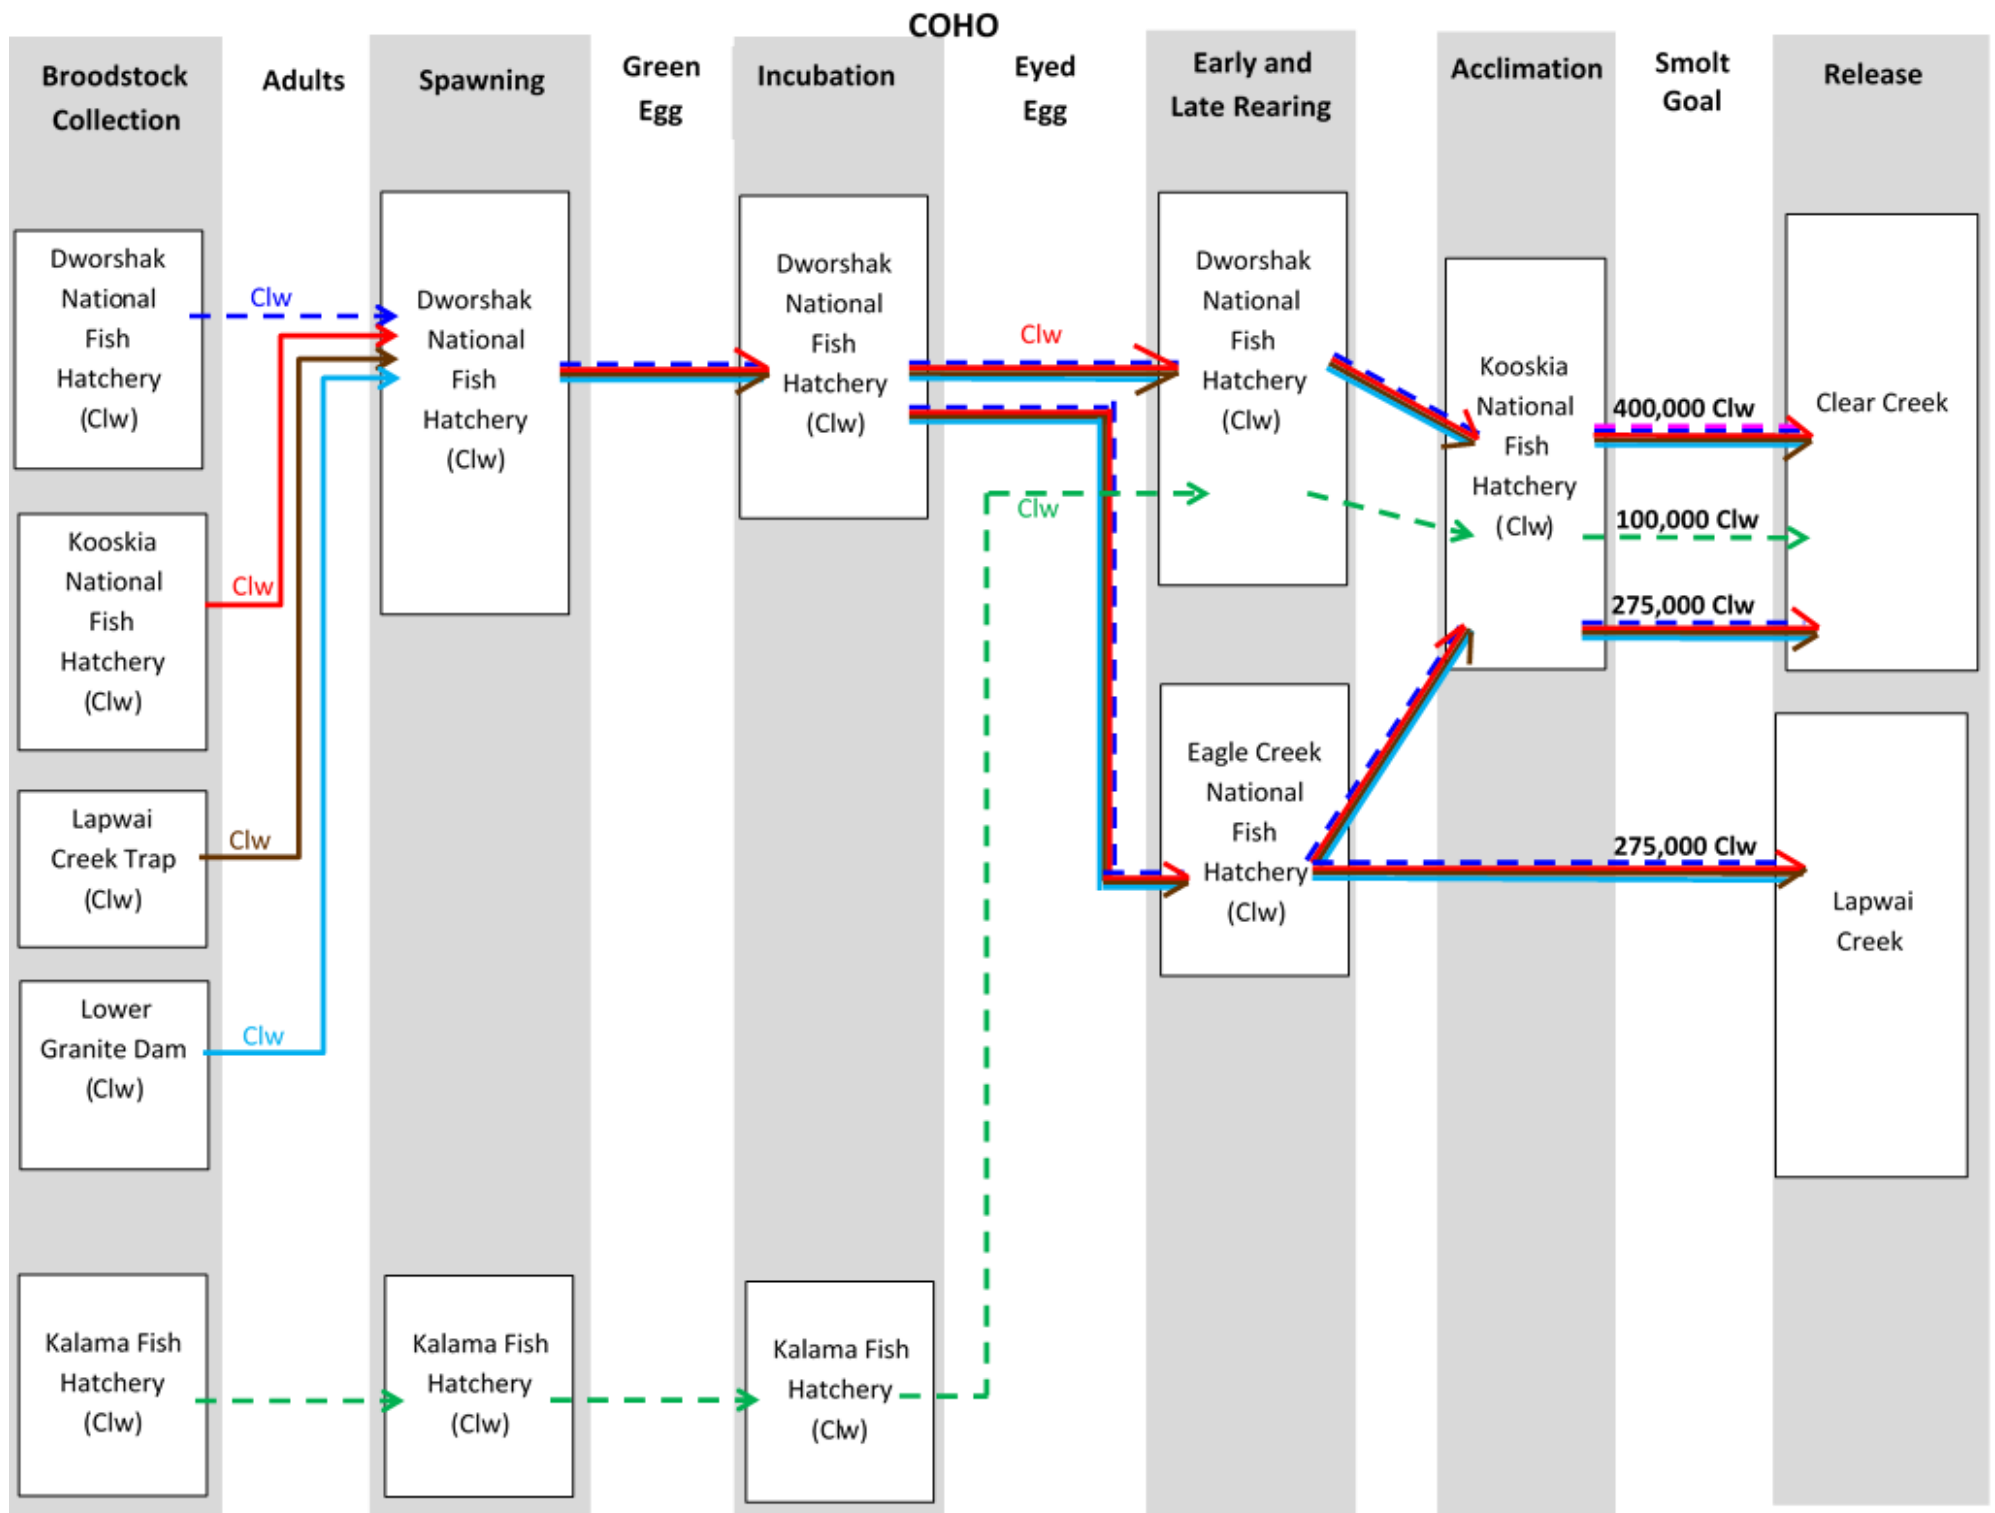 COHO
Broodstock
Collection
Adults
Spawning
Green
Egg
Incubation
Eyed
Egg
Early and
Late Rearing
Acclimation
Smolt
Goal
Release
Dworshak
National
Fish
Hatchery
(Clw)
Kooskia
National
Fish
Hatchery
(Clw)
Lapwai
Creek Trap
(Clw)
Lower
Granite Dam
(Clw)
Kalama Fish
Hatchery
(Clw)
Clw
Clw
Clw
Clw
Dworshak
National
Fish
Hatchery
(Clw)
Kalama Fish
Hatchery
(Clw)
Dworshak
National
Fish
Hatchery
(Clw)
Kalama Fish
Hatchery
(Clw)
Clw
Clw
Dworshak
National
Fish
Hatchery
(Clw)
Eagle Creek
National
Fish
Hatchery
(Clw)
Kooskia
National
Fish
Hatchery
(Clw)
400,000 Clw
100,000 Clw
275,000 Clw
275,000 Clw
Clear Creek
Lapwai
Creek